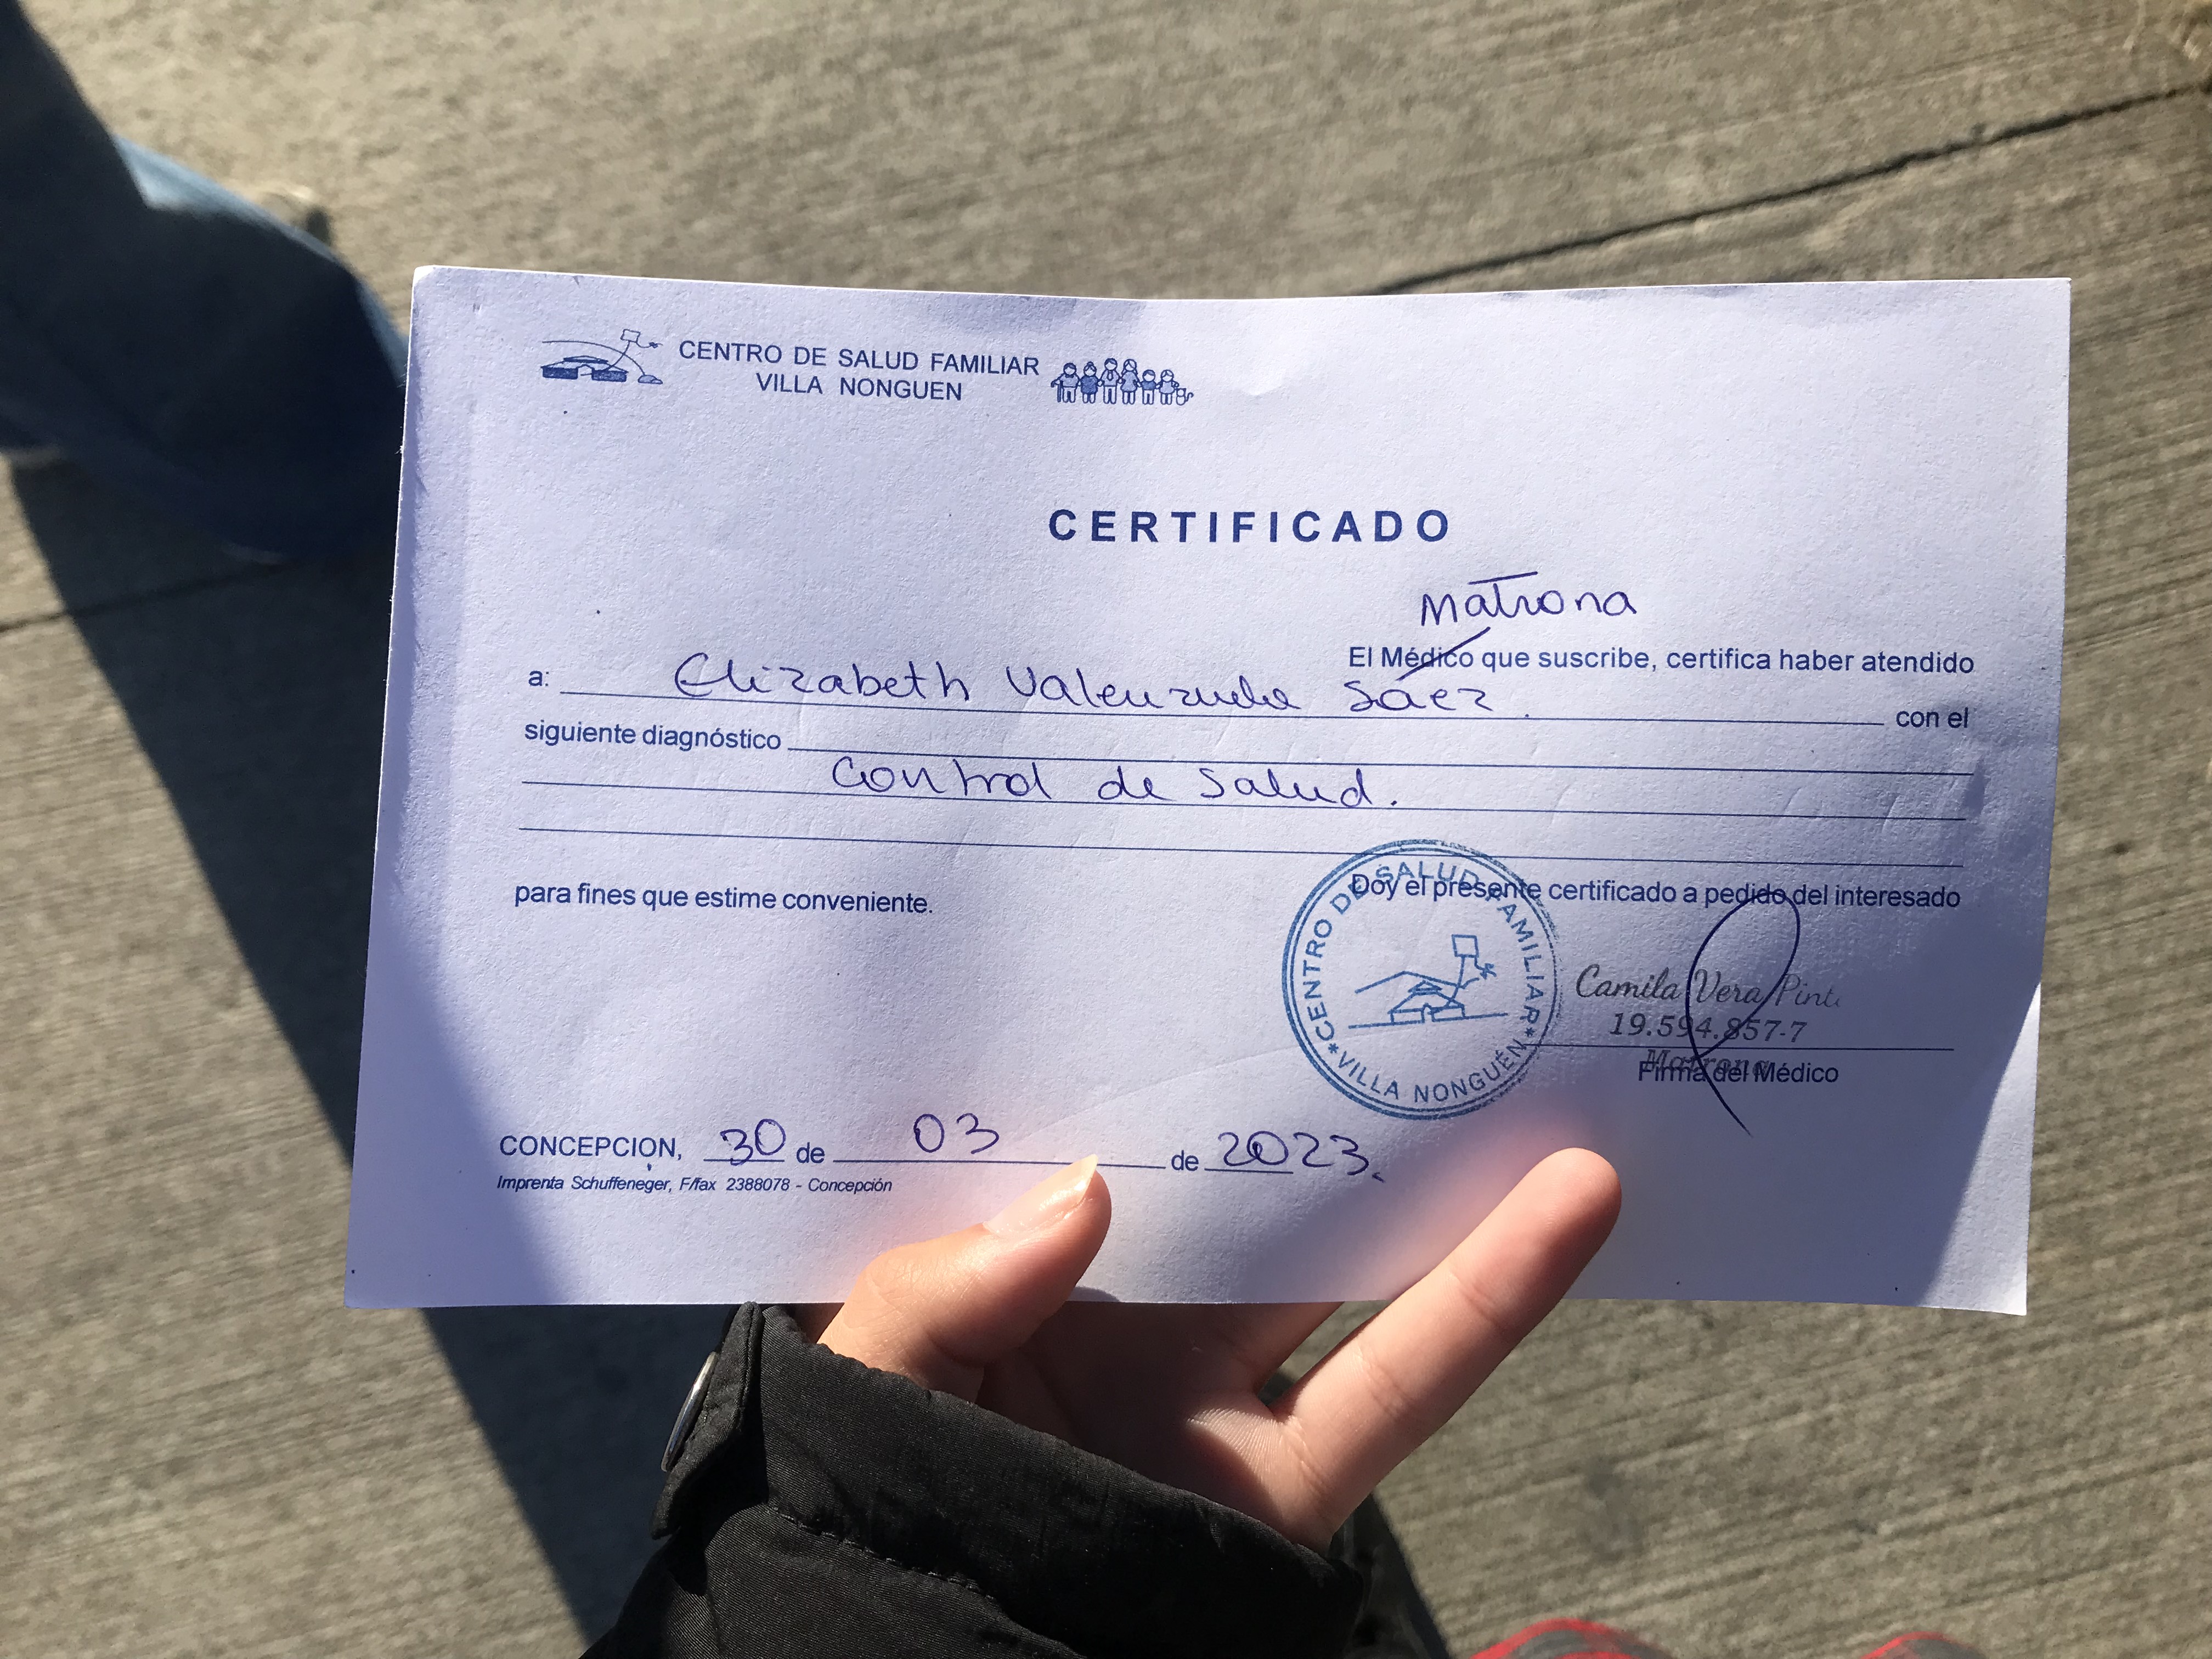 CENTRO DE SALUD FAMILIAR
VILLA NONGUEN
CERTIFICADO
Matrona
El Médico que suscribe, certifica haber atendido
a: Elizabeth Valenzuela Sáez. con el
siguiente diagnóstico
Control de Salud.
Doy el presente certificado a pedido del interesado
para fines que estime conveniente.
CENTRO DE SALUD FAMILIAR
* VILLA NONGUÉN *
Camila Vera Pint
19.594.857-7
Matrona
Firma del Médico
CONCEPCION, 30 de 03 de 2023.
Imprenta Schuffeneger, F/fax 2388078 - Concepción